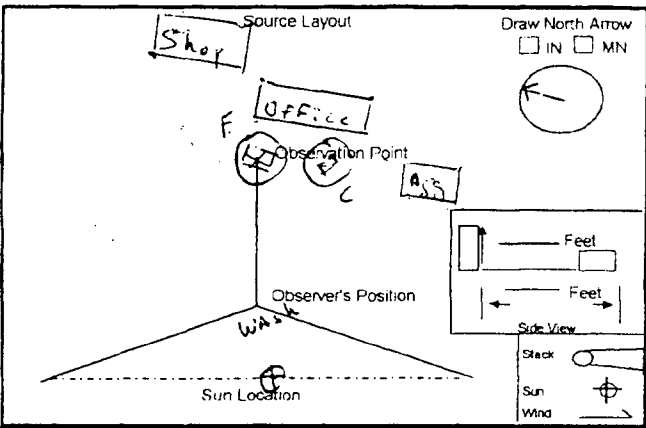 Source Layout
Draw North Arrow
IN MN
Shop
Office
F
Observation Point
C
Feet
Feet
Observer's Position
Wash
Side View
Stack
Sun
Wind
Sun Location